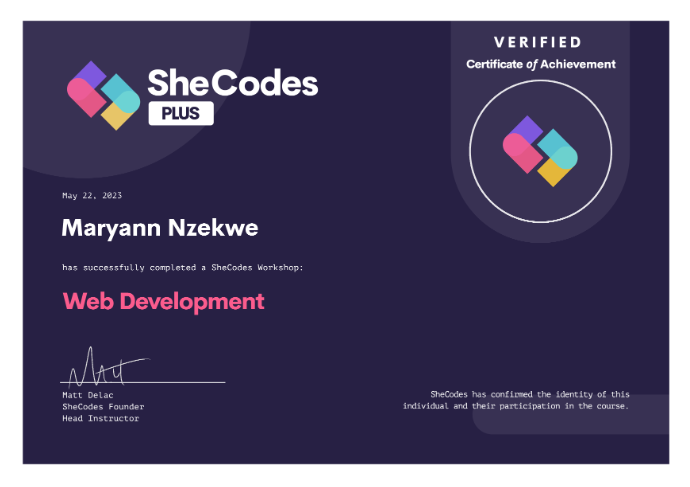 SheCodes
PLUS
VERIFIED
Certificate of Achievement
May 22, 2023
Maryann Nzekwe
has successfully completed a SheCodes Workshop:
Web Development
Matt Delac
SheCodes Founder
Head Instructor
SheCodes has confirmed the identity of this
individual and their participation in the course.